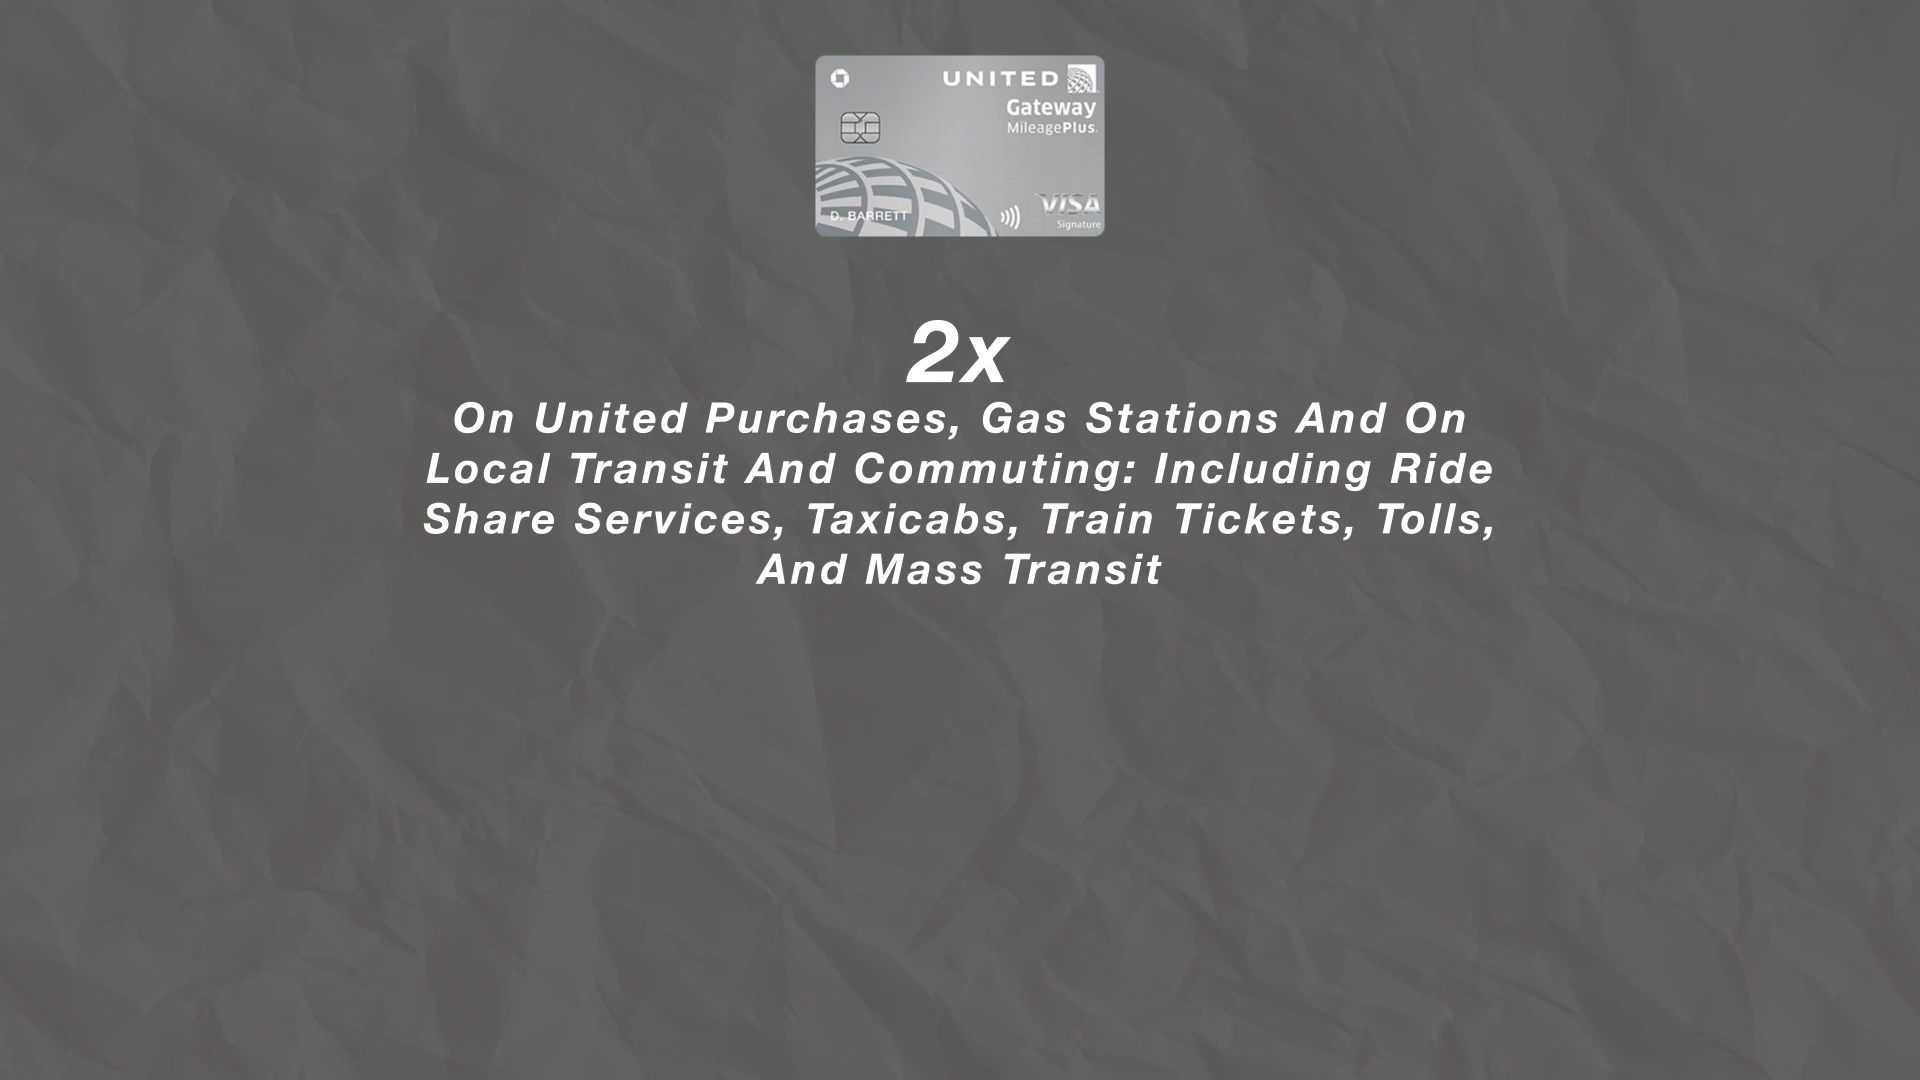 UNITED
Gateway
MileagePlus.
D. BARRETT
VISA
Signature
2x
On United Purchases, Gas Stations And On
Local Transit And Commuting: Including Ride
Share Services, Taxicabs, Train Tickets, Tolls,
And Mass Transit